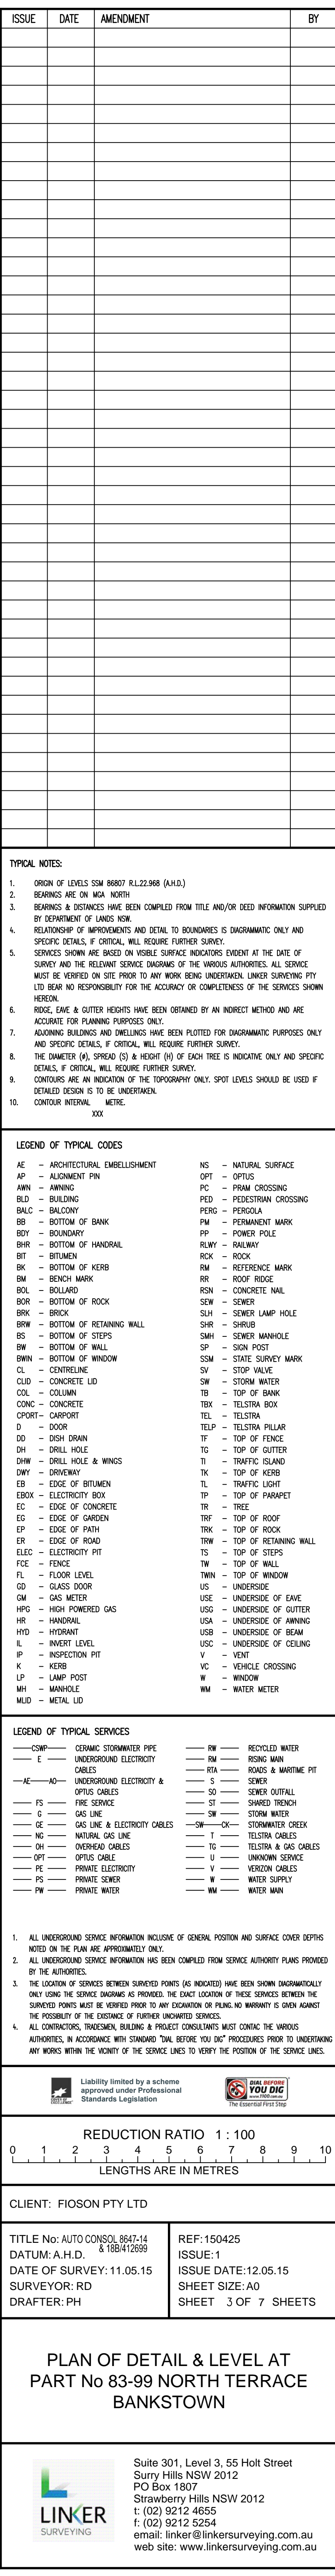 ISSUE DATE AMENDMENT BY
TYPICAL NOTES:
1. ORIGIN OF LEVELS SSM 86807 R.L.22.968 (A.H.D.)
2. BEARINGS ARE ON MGA NORTH
3. BEARINGS & DISTANCES HAVE BEEN COMPILED FROM TITLE AND/OR DEED INFORMATION SUPPLIED
BY DEPARTMENT OF LANDS NSW.
4. RELATIONSHIP OF IMPROVEMENTS AND DETAIL TO BOUNDARIES IS DIAGRAMMATIC ONLY AND
SPECIFIC DETAILS, IF CRITICAL, WILL REQUIRE FURTHER SURVEY.
5. SERVICES SHOWN ARE BASED ON VISIBLE SURFACE INDICATORS EVIDENT AT THE DATE OF
SURVEY AND THE RELEVANT SERVICE DIAGRAMS OF THE VARIOUS AUTHORITIES. ALL SERVICE
MUST BE VERIFIED ON SITE PRIOR TO ANY WORK BEING UNDERTAKEN. LINKER SURVEYING PTY
LTD BEAR NO RESPONSIBILITY FOR THE ACCURACY OR COMPLETENESS OF THE SERVICES SHOWN
HEREON.
6. RIDGE, EAVE & GUTTER HEIGHTS HAVE BEEN OBTAINED BY AN INDIRECT METHOD AND ARE
ACCURATE FOR PLANNING PURPOSES ONLY.
7. ADJOINING BUILDINGS AND DWELLINGS HAVE BEEN PLOTTED FOR DIAGRAMMATIC PURPOSES ONLY
AND SPECIFIC DETAILS, IF CRITICAL, WILL REQUIRE FURTHER SURVEY.
8. THE DIAMETER (ø), SPREAD (S) & HEIGHT (H) OF EACH TREE IS INDICATIVE ONLY AND SPECIFIC
DETAILS, IF CRITICAL, WILL REQUIRE FURTHER SURVEY.
9. CONTOURS ARE AN INDICATION OF THE TOPOGRAPHY ONLY. SPOT LEVELS SHOULD BE USED IF
DETAILED DESIGN IS TO BE UNDERTAKEN.
10. CONTOUR INTERVAL METRE.
XXX
LEGEND OF TYPICAL CODES
AE – ARCHITECTURAL EMBELLISHMENT
AP – ALIGNMENT PIN
AWN – AWNING
BLD – BUILDING
BALC – BALCONY
BB – BOTTOM OF BANK
BDY – BOUNDARY
BHR – BOTTOM OF HANDRAIL
BIT – BITUMEN
BK – BOTTOM OF KERB
BM – BENCH MARK
BOL – BOLLARD
BOR – BOTTOM OF ROCK
BRK – BRICK
BRW – BOTTOM OF RETAINING WALL
BS – BOTTOM OF STEPS
BW – BOTTOM OF WALL
BWIN – BOTTOM OF WINDOW
CL – CENTRELINE
CLID – CONCRETE LID
COL – COLUMN
CONC – CONCRETE
CPORT – CARPORT
D – DOOR
DD – DISH DRAIN
DH – DRILL HOLE
DHW – DRILL HOLE & WINGS
DWY – DRIVEWAY
EB – EDGE OF BITUMEN
EBOX – ELECTRICITY BOX
EC – EDGE OF CONCRETE
EG – EDGE OF GARDEN
EP – EDGE OF PATH
ER – EDGE OF ROAD
ELEC – ELECTRICITY PIT
FCE – FENCE
FL – FLOOR LEVEL
GD – GLASS DOOR
GM – GAS METER
HPG – HIGH POWERED GAS
HR – HANDRAIL
HYD – HYDRANT
IL – INVERT LEVEL
IP – INSPECTION PIT
K – KERB
LP – LAMP POST
MH – MANHOLE
MLID – METAL LID
NS – NATURAL SURFACE
OPT – OPTUS
PC – PRAM CROSSING
PED – PEDESTRIAN CROSSING
PERG – PERGOLA
PM – PERMANENT MARK
PP – POWER POLE
RLWY – RAILWAY
RCK – ROCK
RM – REFERENCE MARK
RR – ROOF RIDGE
RSN – CONCRETE NAIL
SEW – SEWER
SLH – SEWER LAMP HOLE
SHR – SHRUB
SMH – SEWER MANHOLE
SP – SIGN POST
SSM – STATE SURVEY MARK
SV – STOP VALVE
SW – STORM WATER
TB – TOP OF BANK
TBX – TELSTRA BOX
TEL – TELSTRA
TELP – TELSTRA PILLAR
TF – TOP OF FENCE
TG – TOP OF GUTTER
TI – TRAFFIC ISLAND
TK – TOP OF KERB
TL – TRAFFIC LIGHT
TP – TOP OF PARAPET
TR – TREE
TRF – TOP OF ROOF
TRK – TOP OF ROCK
TRW – TOP OF RETAINING WALL
TS – TOP OF STEPS
TW – TOP OF WALL
TWIN – TOP OF WINDOW
US – UNDERSIDE
USE – UNDERSIDE OF EAVE
USG – UNDERSIDE OF GUTTER
USA – UNDERSIDE OF AWNING
USB – UNDERSIDE OF BEAM
USC – UNDERSIDE OF CEILING
V – VENT
VC – VEHICLE CROSSING
W – WINDOW
WM – WATER METER
LEGEND OF TYPICAL SERVICES
CSWP CERAMIC STORMWATER PIPE
E UNDERGROUND ELECTRICITY
CABLES
AE AO UNDERGROUND ELECTRICITY &
OPTUS CABLES
FS FIRE SERVICE
G GAS LINE
GE GAS LINE & ELECTRICITY CABLES
NG NATURAL GAS LINE
OH OVERHEAD CABLES
OPT OPTUS CABLE
PE PRIVATE ELECTRICITY
PS PRIVATE SEWER
PW PRIVATE WATER
RW RECYCLED WATER
RM RISING MAIN
RTA ROADS & MARITIME PIT
S SEWER
SO SEWER OUTFALL
ST SHARED TRENCH
SW STORM WATER
SW CK STORMWATER CREEK
T TELSTRA CABLES
TG TELSTRA & GAS CABLES
U UNKNOWN SERVICE
V VERIZON CABLES
W WATER SUPPLY
WM WATER MAIN
1. ALL UNDERGROUND SERVICE INFORMATION INCLUSIVE OF GENERAL POSITION AND SURFACE COVER DEPTHS
NOTED ON THE PLAN ARE APPROXIMATELY ONLY.
2. ALL UNDERGROUND SERVICE INFORMATION HAS BEEN COMPILED FROM SERVICE AUTHORITY PLANS PROVIDED
BY THE AUTHORITIES.
3. THE LOCATION OF SERVICES BETWEEN SURVEYED POINTS (AS INDICATED) HAVE BEEN SHOWN DIAGRAMMATICALLY
ONLY USING THE SERVICE DIAGRAMS AS PROVIDED. THE EXACT LOCATION OF THESE SERVICES BETWEEN THE
SURVEYED POINTS MUST BE VERIFIED PRIOR TO ANY EXCAVATION OR PILING. NO WARRANTY IS GIVEN AGAINST
THE POSSIBILITY OF THE EXISTANCE OF FURTHER UNCHARTED SERVICES.
4. ALL CONTRACTORS, TRADESMEN, BUILDING & PROJECT CONSULTANTS MUST CONTAC THE VARIOUS
AUTHORITIES, IN ACCORDANCE WITH STANDARD "DIAL BEFORE YOU DIG" PROCEDURES PRIOR TO UNDERTAKING
ANY WORKS WITHIN THE VICINITY OF THE SERVICE LINES TO VERIFY THE POSITION OF THE SERVICE LINES.
Liability limited by a scheme
approved under Professional
Standards Legislation
DIAL BEFORE
YOU DIG
www.1100.com.au
The Essential First Step
REDUCTION RATIO 1 : 100
0 1 2 3 4 5 6 7 8 9 10
LENGTHS ARE IN METRES
CLIENT: FIOSON PTY LTD
TITLE No: AUTO CONSOL 8647-14
& 18B/412699
DATUM: A.H.D.
DATE OF SURVEY: 11.05.15
SURVEYOR: RD
DRAFTER: PH
REF: 150425
ISSUE: 1
ISSUE DATE: 12.05.15
SHEET SIZE: A0
SHEET 3 OF 7 SHEETS
PLAN OF DETAIL & LEVEL AT
PART No 83-99 NORTH TERRACE
BANKSTOWN
LINKER
SURVEYING
Suite 301, Level 3, 55 Holt Street
Surry Hills NSW 2012
PO Box 1807
Strawberry Hills NSW 2012
t: (02) 9212 4655
f: (02) 9212 5254
email: linker@linkersurveying.com.au
web site: www.linkersurveying.com.au